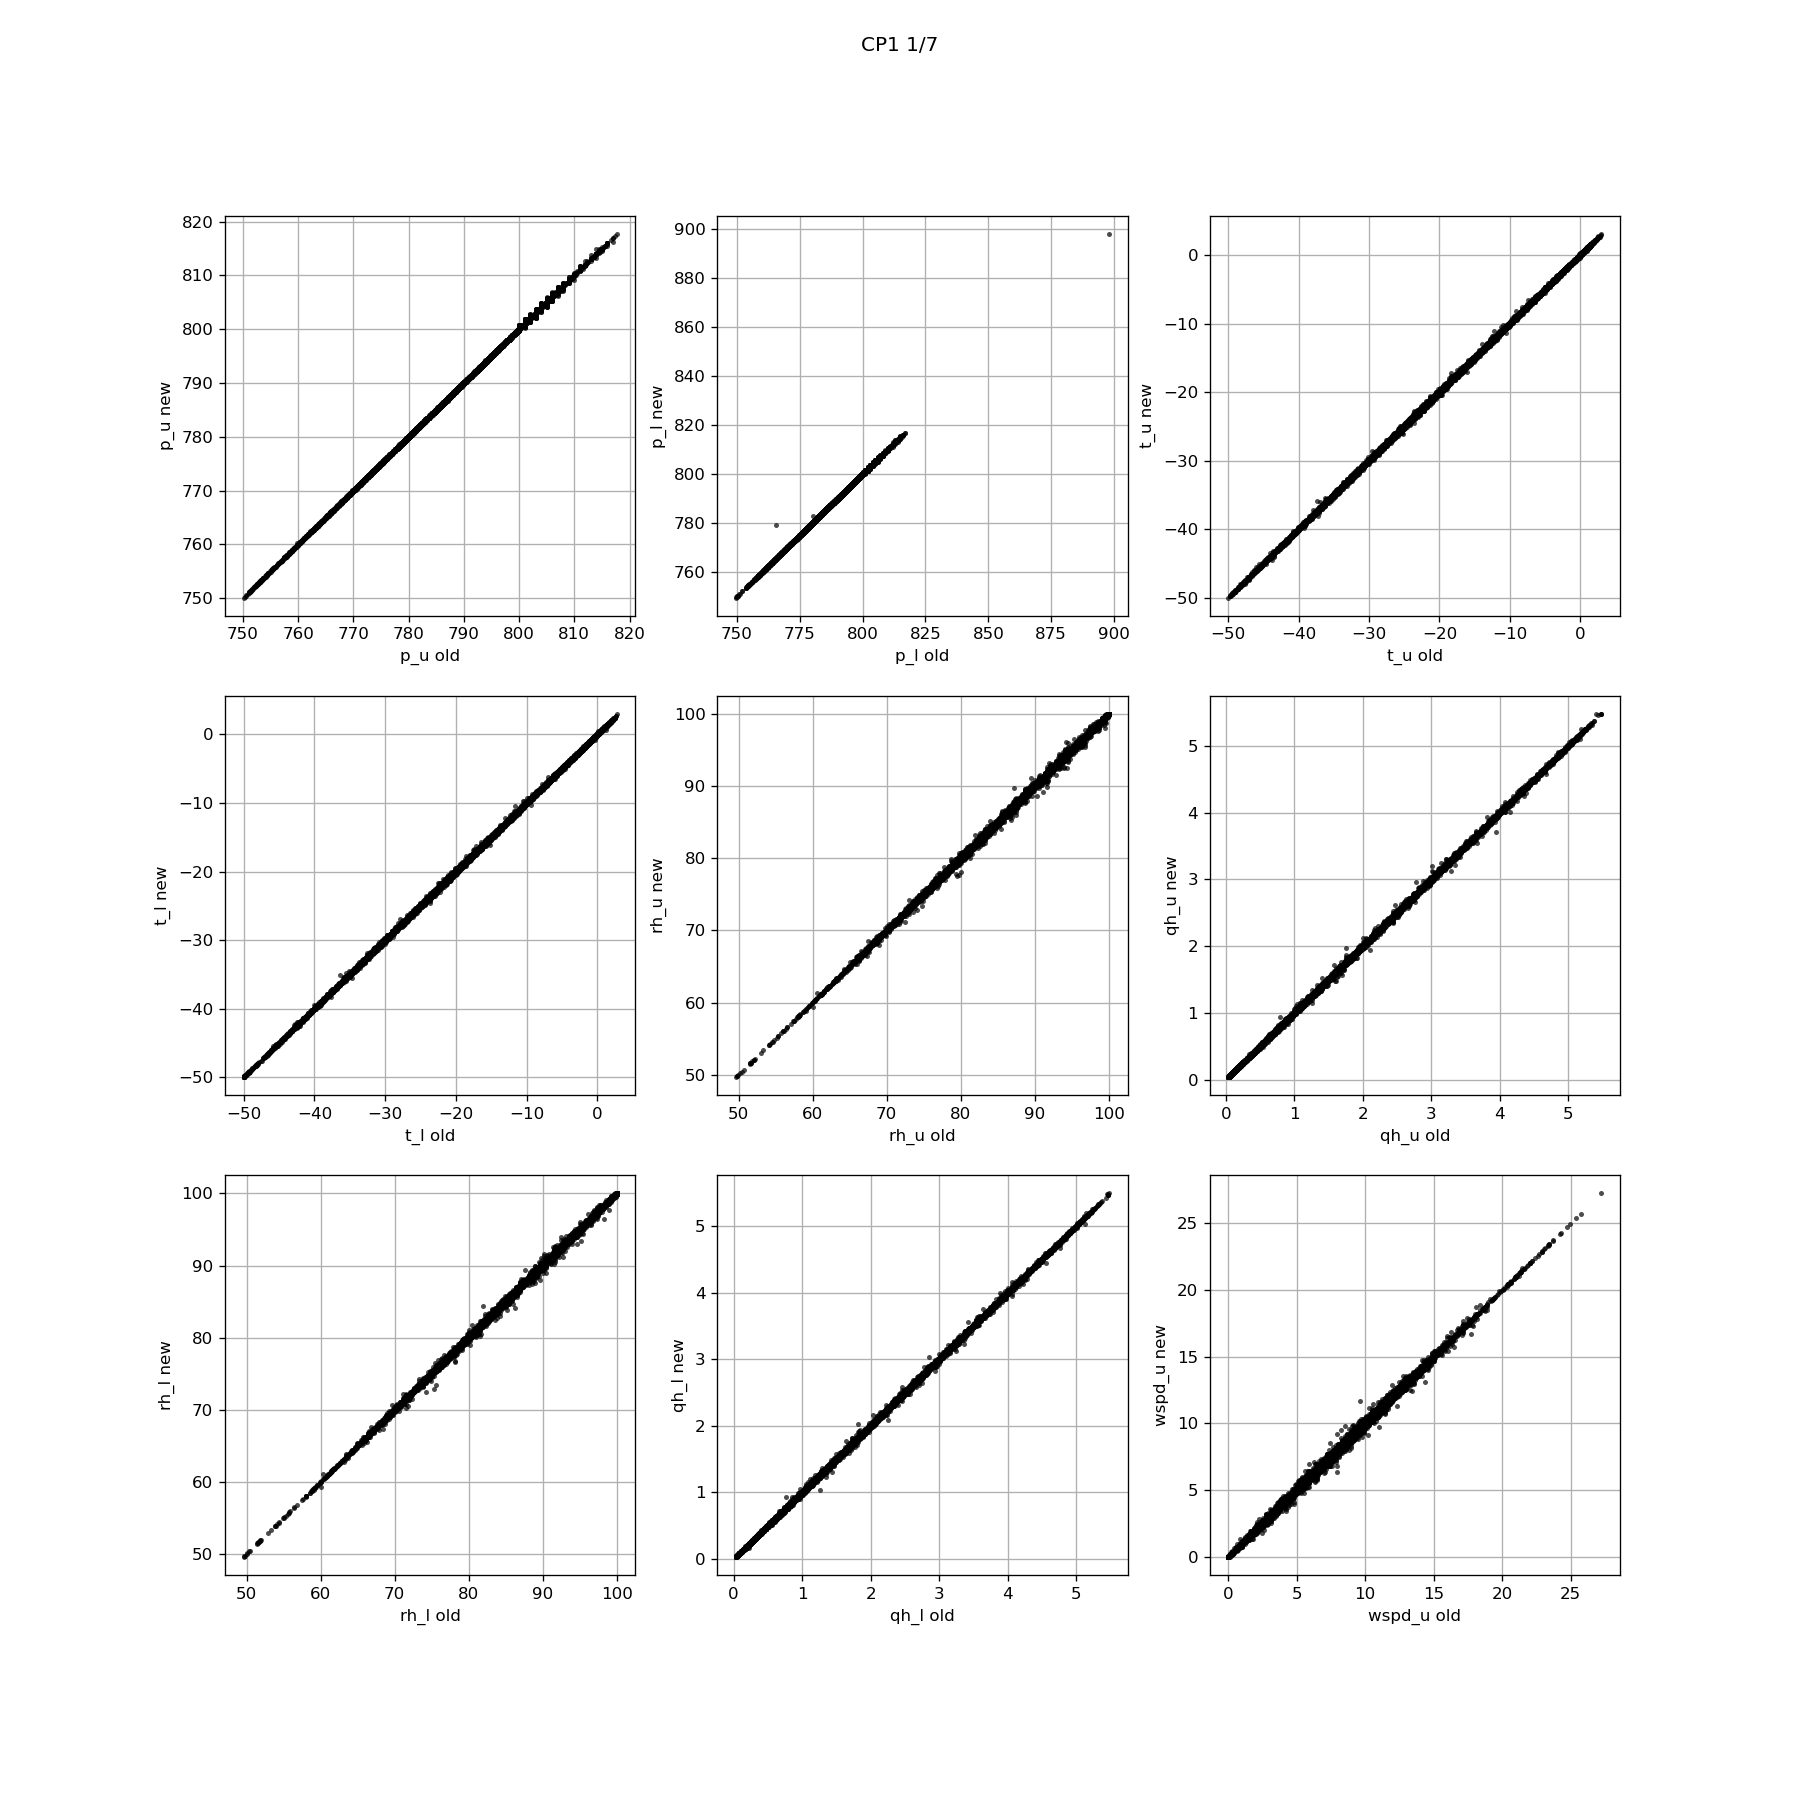 CP1 1/7
820
810
800
790
780
770
760
750
p_u new
750 760 770 780 790 800 810 820
p_u old
900
880
860
840
820
800
780
760
p_l new
750 775 800 825 850 875 900
p_l old
0
−10
−20
−30
−40
−50
t_u new
−50 −40 −30 −20 −10 0
t_u old
0
−10
−20
−30
−40
−50
t_l new
−50 −40 −30 −20 −10 0
t_l old
100
90
80
70
60
50
rh_u new
50 60 70 80 90 100
rh_u old
5
4
3
2
1
0
qh_u new
0 1 2 3 4 5
qh_u old
100
90
80
70
60
50
rh_l new
50 60 70 80 90 100
rh_l old
5
4
3
2
1
0
qh_l new
0 1 2 3 4 5
qh_l old
25
20
15
10
5
0
wspd_u new
0 5 10 15 20 25
wspd_u old